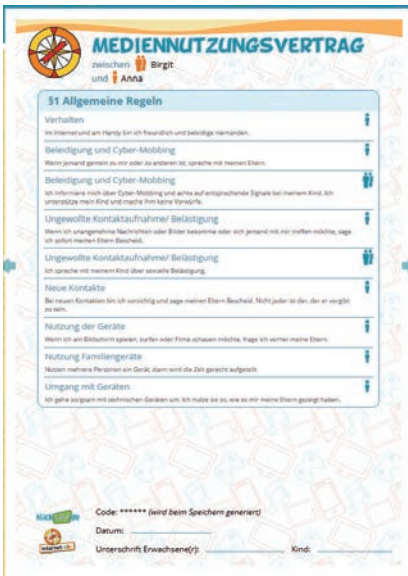 MEDIENNUTZUNGSVERTRAG
zwischen Birgit
und Anna
§1 Allgemeine Regeln
Verhalten
Im Internet und am Handy bin ich freundlich und beleidige niemanden.
Beleidigung und Cyber-Mobbing
Wenn jemand gemein zu mir oder zu anderen ist, spreche mit meinen Eltern.
Beleidigung und Cyber-Mobbing
Ich informiere mich über Cyber-Mobbing und achte auf entsprechende Signale bei meinem Kind. Ich
unterstütze mein Kind und mache ihm keine Vorwürfe.
Ungewollte Kontaktaufnahme/ Belästigung
Wenn ich unangenehme Nachrichten oder Bilder bekomme oder sich jemand mit mir treffen möchte, sage
ich sofort meinen Eltern Bescheid.
Ungewollte Kontaktaufnahme/ Belästigung
Ich spreche mit meinem Kind über sexuelle Belästigung.
Neue Kontakte
Bei neuen Kontakten bin ich vorsichtig und sage meinen Eltern Bescheid. Nicht jeder ist der, der er vorgibt
zu sein.
Nutzung der Geräte
Wenn ich am Bildschirm spielen, surfen oder Filme schauen möchte, frage ich vorher meine Eltern.
Nutzung Familiengeräte
Nutzen mehrere Personen ein Gerät, dann wird die Zeit gerecht aufgeteilt.
Umgang mit Geräten
Ich gehe sorgsam mit technischen Geräten um. Ich nutze sie so, wie es mir meine Eltern gezeigt haben.
Code: ****** (wird beim Speichern generiert)
Datum:
Unterschrift Erwachsene(r): Kind: